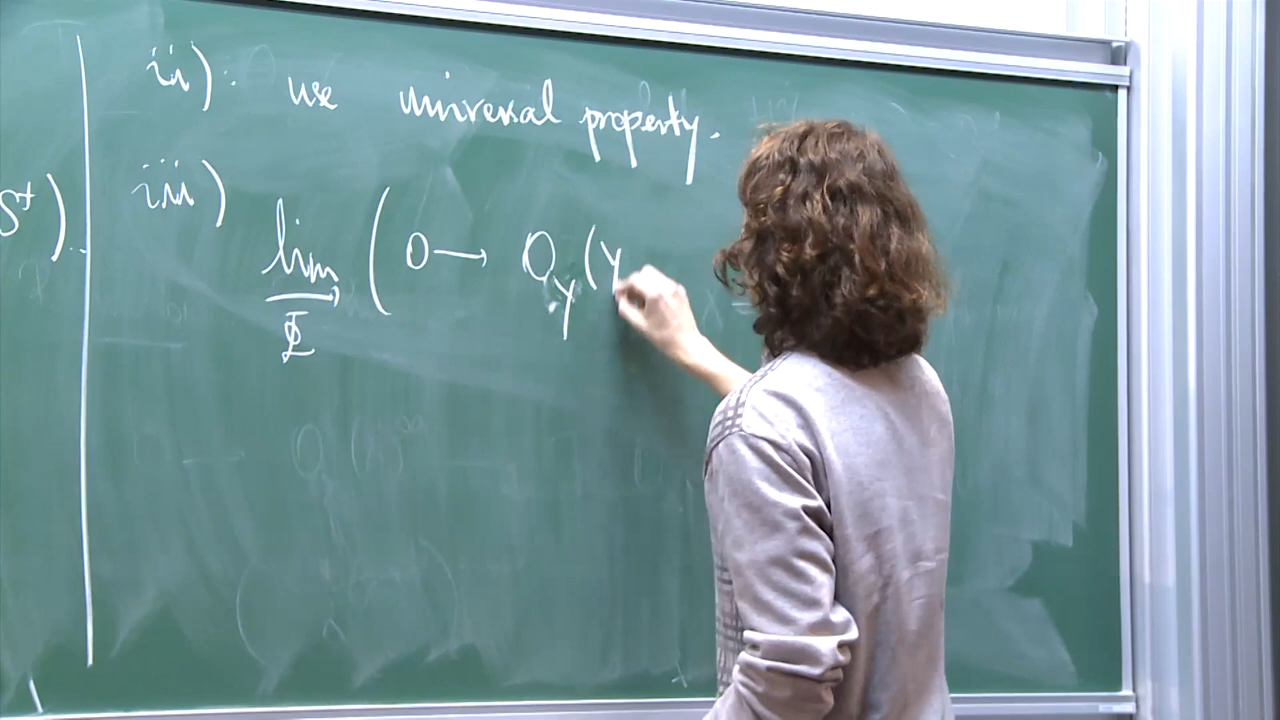 ii): use universal property.
S⁺).
iii) lim ( 0 → O_Y(Y
→